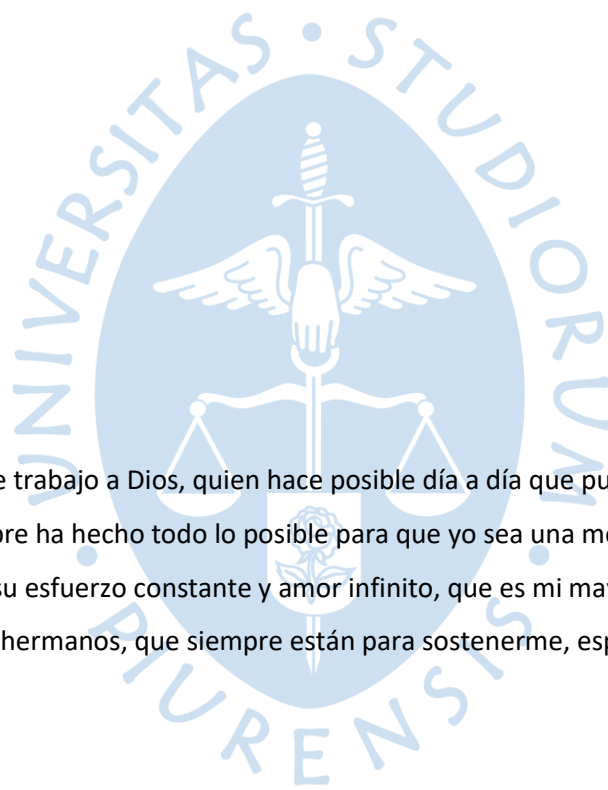 UNIVERSITAS • STUDIORUM
e trabajo a Dios, quien hace posible día a día que pu
ore ha hecho todo lo posible para que yo sea una me
su esfuerzo constante y amor infinito, que es mi may
hermanos, que siempre están para sostenerme, esp
• PIURENSIS •